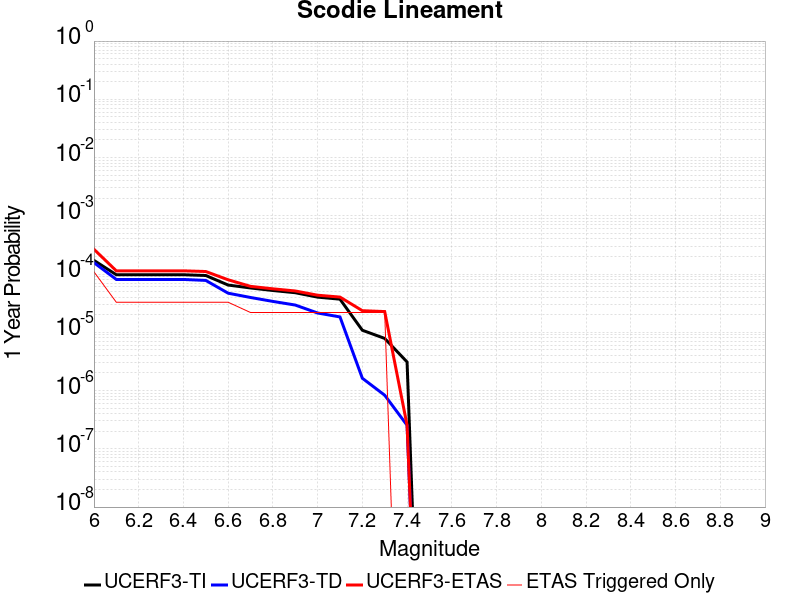 Scodie Lineament
10^0
10^-1
10^-2
10^-3
10^-4
10^-5
10^-6
10^-7
10^-8
1 Year Probability
6 6.2 6.4 6.6 6.8 7 7.2 7.4 7.6 7.8 8 8.2 8.4 8.6 8.8 9
Magnitude
UCERF3-TI UCERF3-TD UCERF3-ETAS ETAS Triggered Only